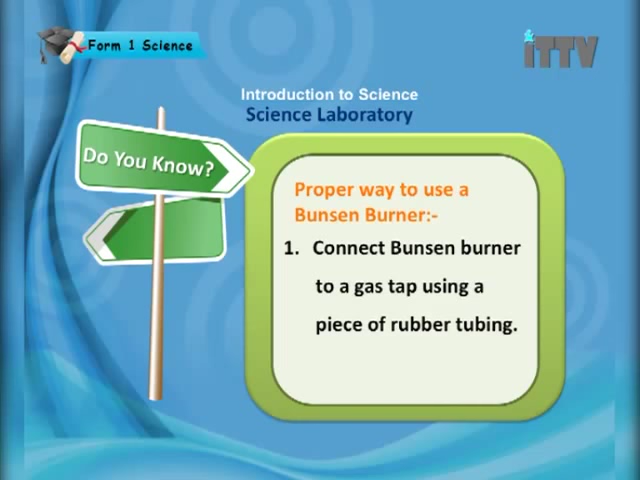 Form 1 Science
iTTV
Introduction to Science
Science Laboratory
Do You Know?
Proper way to use a
Bunsen Burner:-
1. Connect Bunsen burner
to a gas tap using a
piece of rubber tubing.